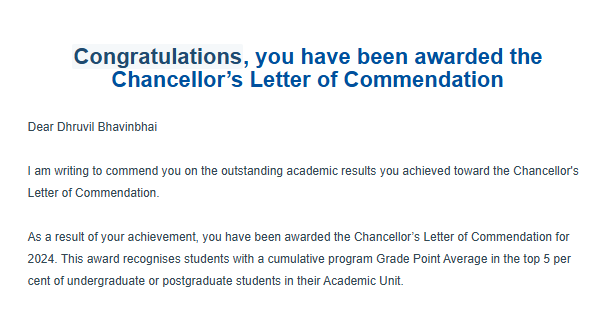 Congratulations, you have been awarded the
Chancellor’s Letter of Commendation
Dear Dhruvil Bhavinbhai
I am writing to commend you on the outstanding academic results you achieved toward the Chancellor's
Letter of Commendation.
As a result of your achievement, you have been awarded the Chancellor’s Letter of Commendation for
2024. This award recognises students with a cumulative program Grade Point Average in the top 5 per
cent of undergraduate or postgraduate students in their Academic Unit.